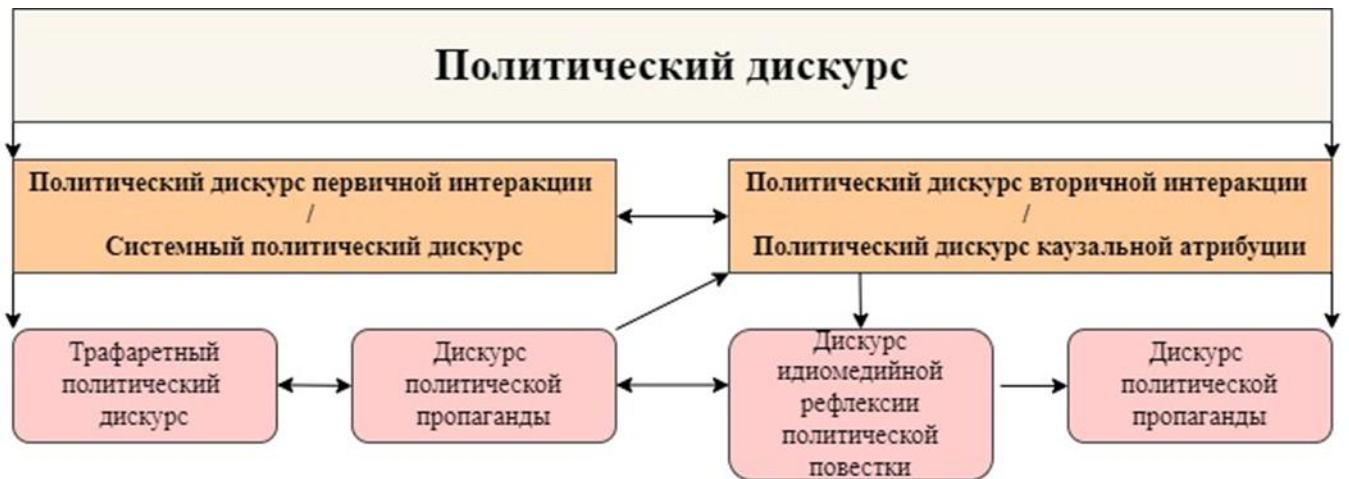 Политический дискурс
Политический дискурс первичной интеракции
/
Системный политический дискурс
Политический дискурс вторичной интеракции
/
Политический дискурс каузальной атрибуции
Трафаретный
политический
дискурс
Дискурс
политической
пропаганды
Дискурс
идиомедийной
рефлексии
политической
повестки
Дискурс
политической
пропаганды